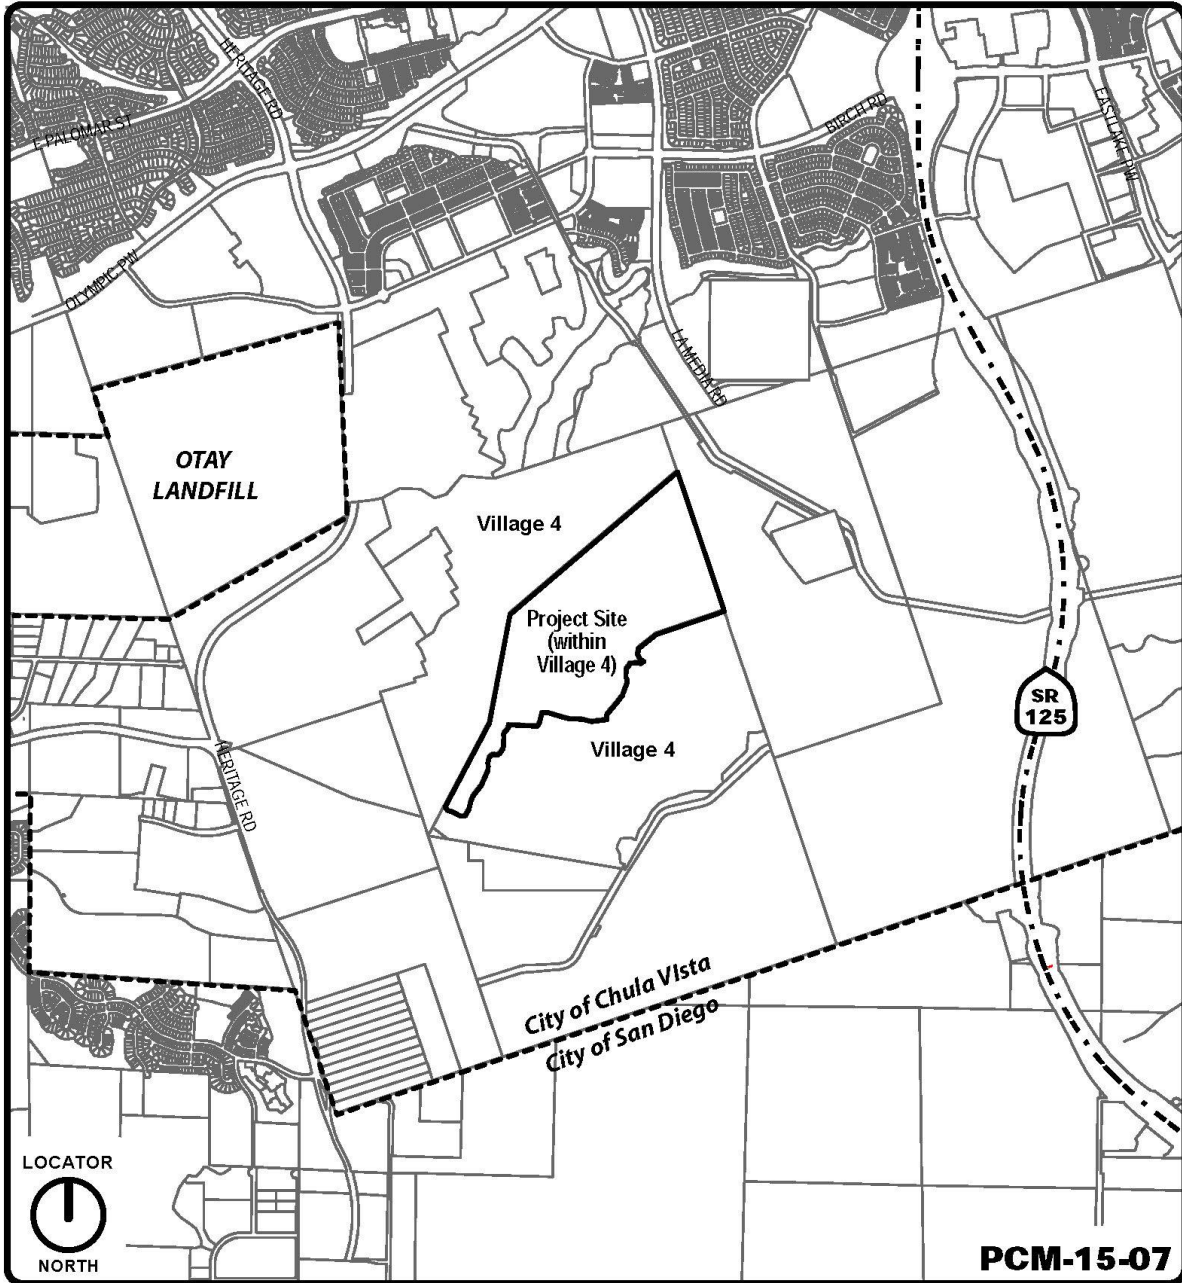 HERITAGE RD
E PALOMAR ST
BIRCH RD
EASTLAKE PW
OLYMPIC PW
LA MEDIA RD
OTAY
LANDFILL
Village 4
Project Site
(within
Village 4)
SR
125
Village 4
HERITAGE RD
City of Chula VIsta
City of San Diego
LOCATOR
NORTH
PCM-15-07